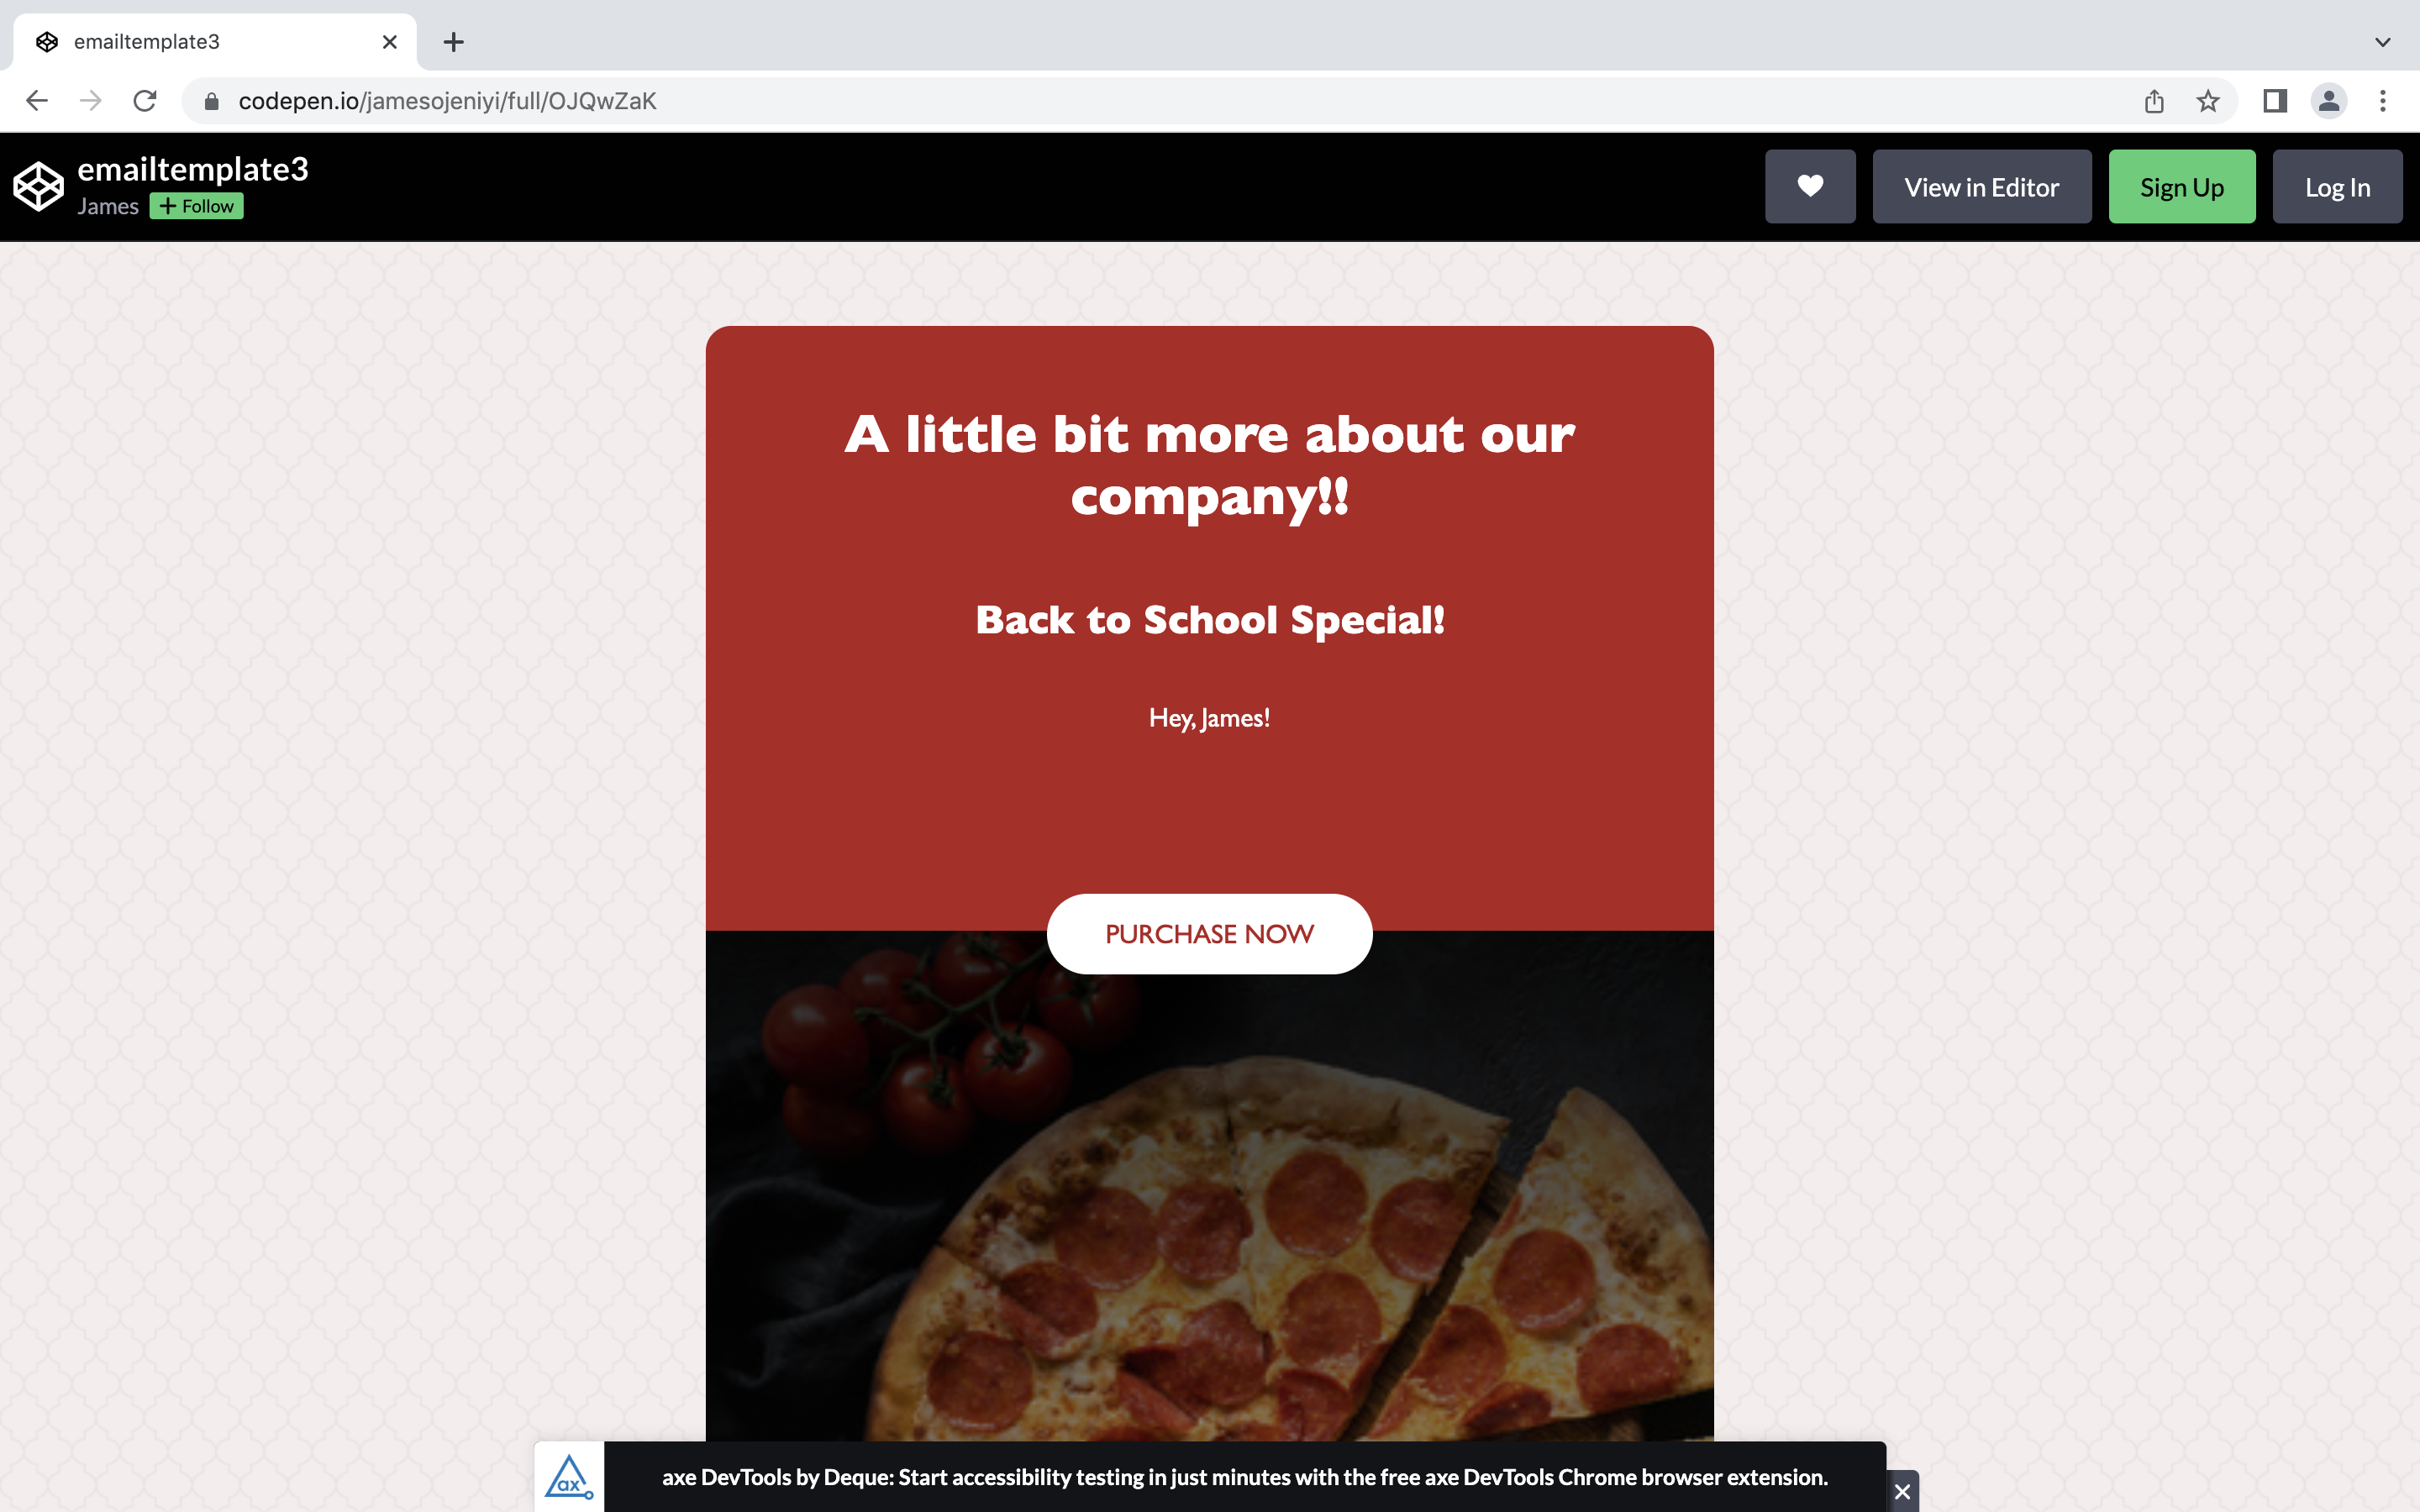 emailtemplate3
codepen.io/jamesojeniyi/full/OJQwZaK
emailtemplate3
James + Follow
View in Editor
Sign Up
Log In
A little bit more about our
company!!
Back to School Special!
Hey, James!
PURCHASE NOW
ax
axe DevTools by Deque: Start accessibility testing in just minutes with the free axe DevTools Chrome browser extension.